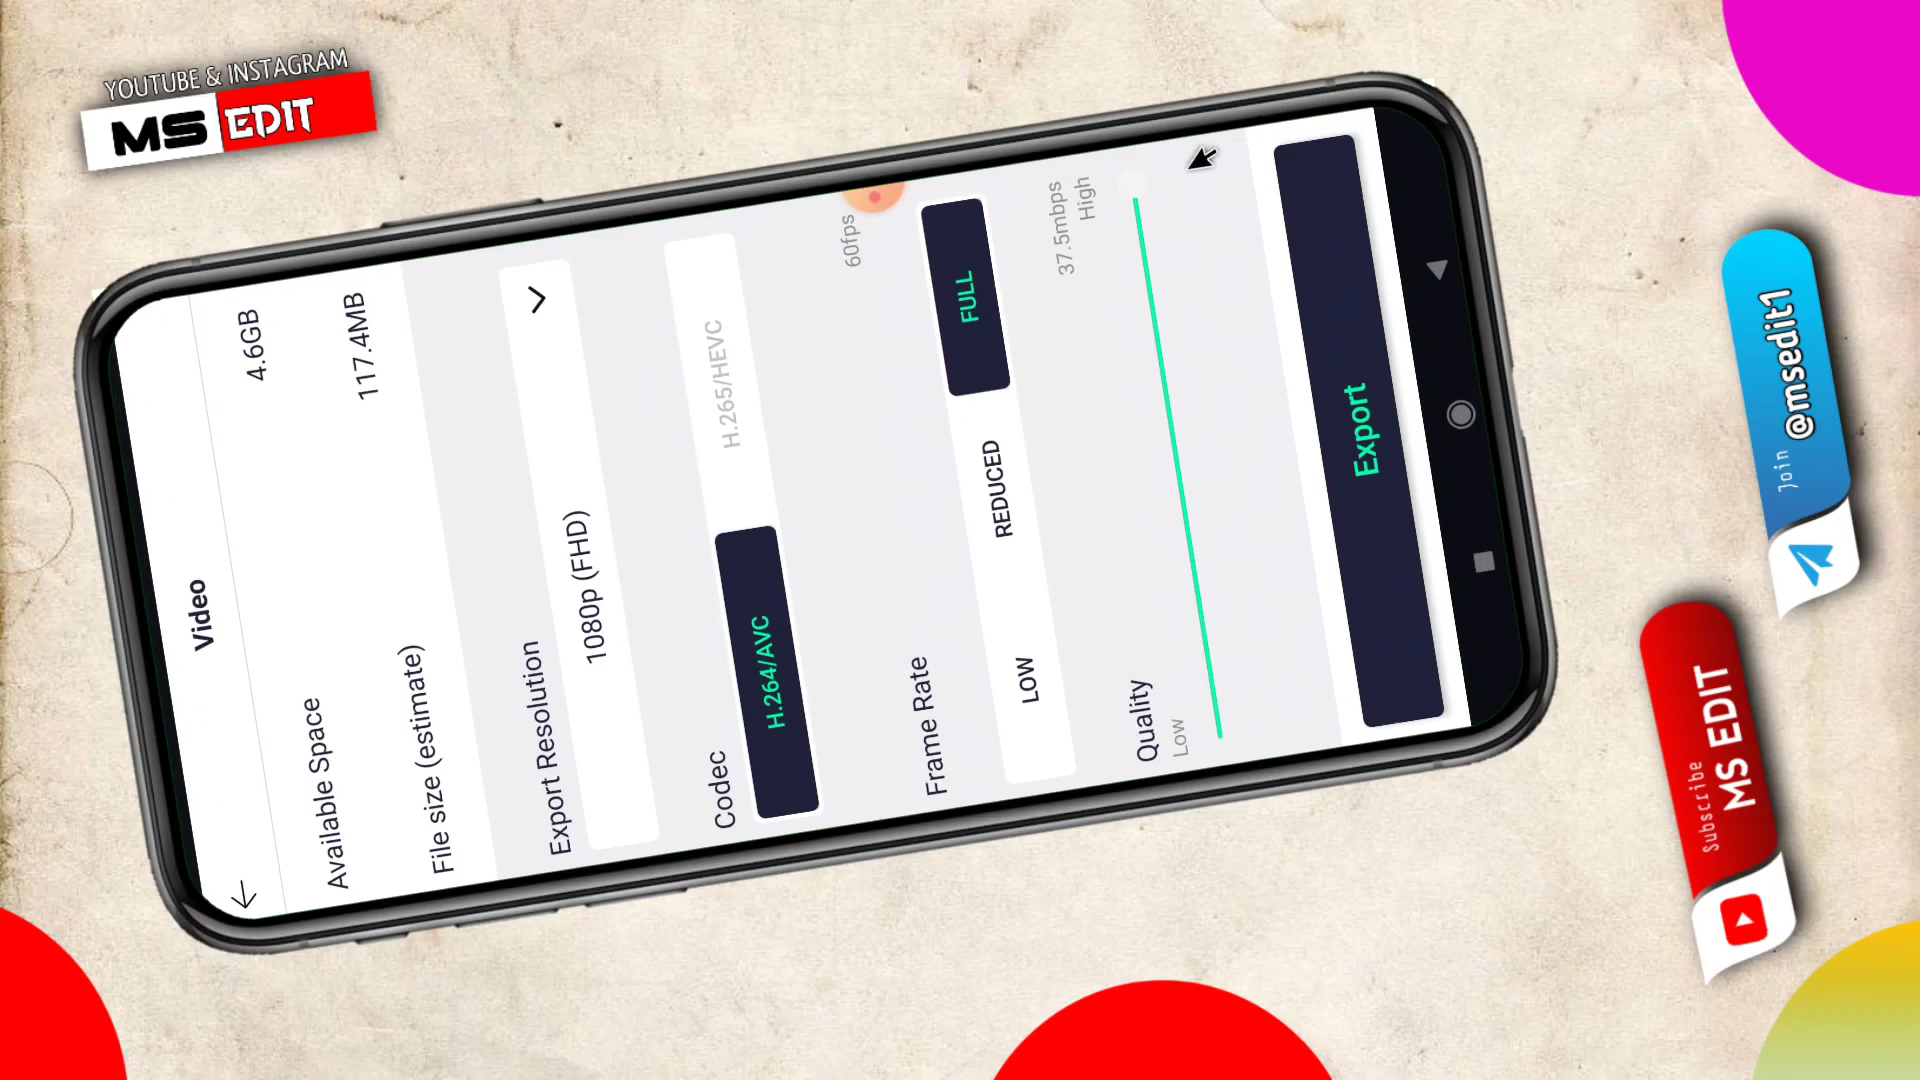 YOUTUBE & INSTAGRAM
MS EDIT
Video
Available Space 4.6GB
File size (estimate) 117.4MB
Export Resolution
1080p (FHD)
Codec
H.264/AVC H.265/HEVC
Frame Rate 60fps
LOW REDUCED FULL
Quality 37.5mbps
Low High
Export
Join @msedit1
Subscribe
MS EDIT